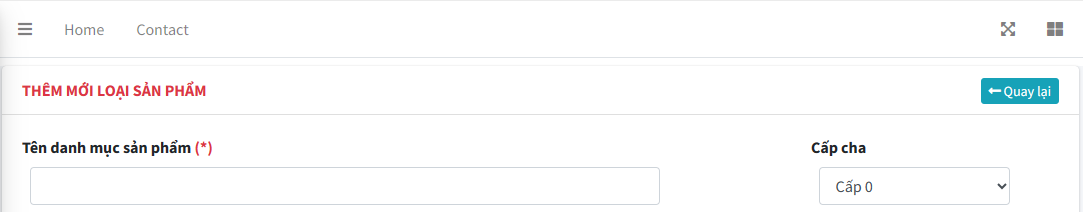 Home Contact
THÊM MỚI LOẠI SẢN PHẨM Quay lại
Tên danh mục sản phẩm (*) Cấp cha
Cấp 0